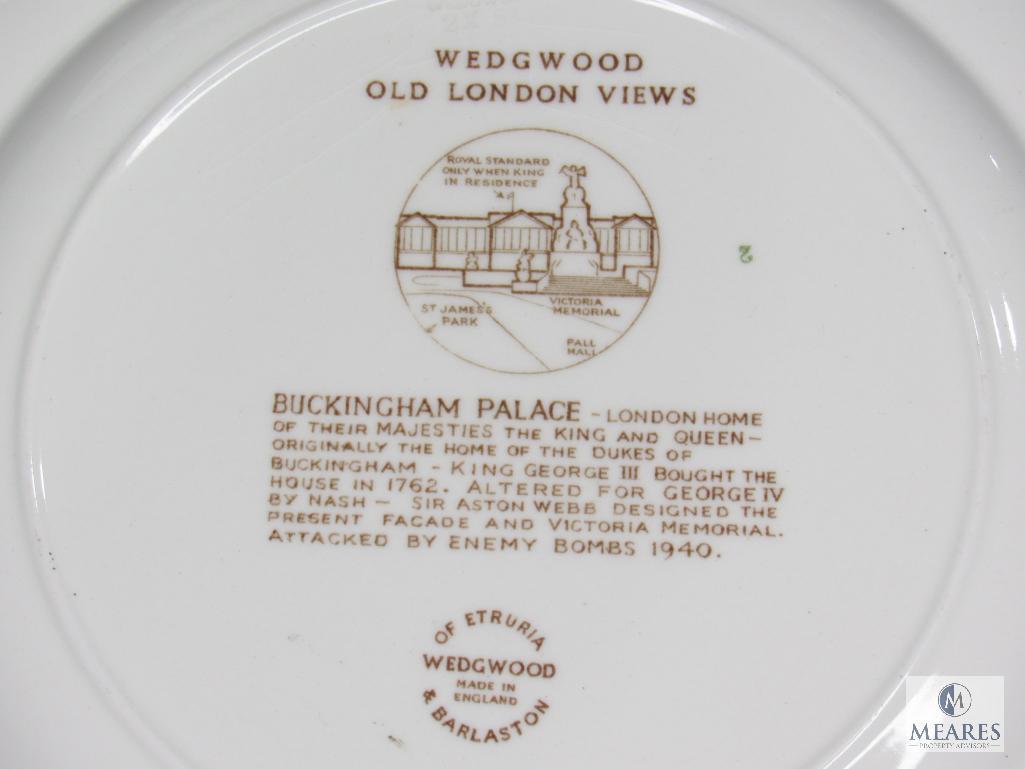 WEDGWOOD
OLD LONDON VIEWS
ROYAL STANDARD
ONLY WHEN KING
IN RESIDENCE
ST JAMES'S
PARK
VICTORIA
MEMORIAL
PALL
MALL
2
BUCKINGHAM PALACE - LONDON HOME
OF THEIR MAJESTIES THE KING AND QUEEN-
ORIGINALLY THE HOME OF THE DUKES OF
BUCKINGHAM - KING GEORGE III BOUGHT THE
HOUSE IN 1762. ALTERED FOR GEORGE IV
BY NASH - SIR ASTON WEBB DESIGNED THE
PRESENT FACADE AND VICTORIA MEMORIAL.
ATTACKED BY ENEMY BOMBS 1940.
OF ETRURIA
WEDGWOOD
MADE IN
ENGLAND
& BARLASTON
M
MEARES
PROPERTY ADVISORS